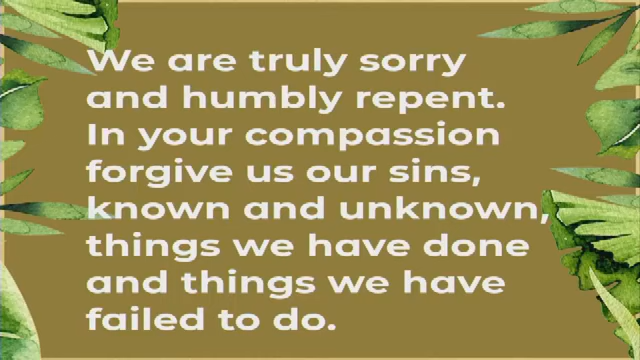 We are truly sorry
and humbly repent.
In your compassion
forgive us our sins,
known and unknown,
things we have done
and things we have
failed to do.